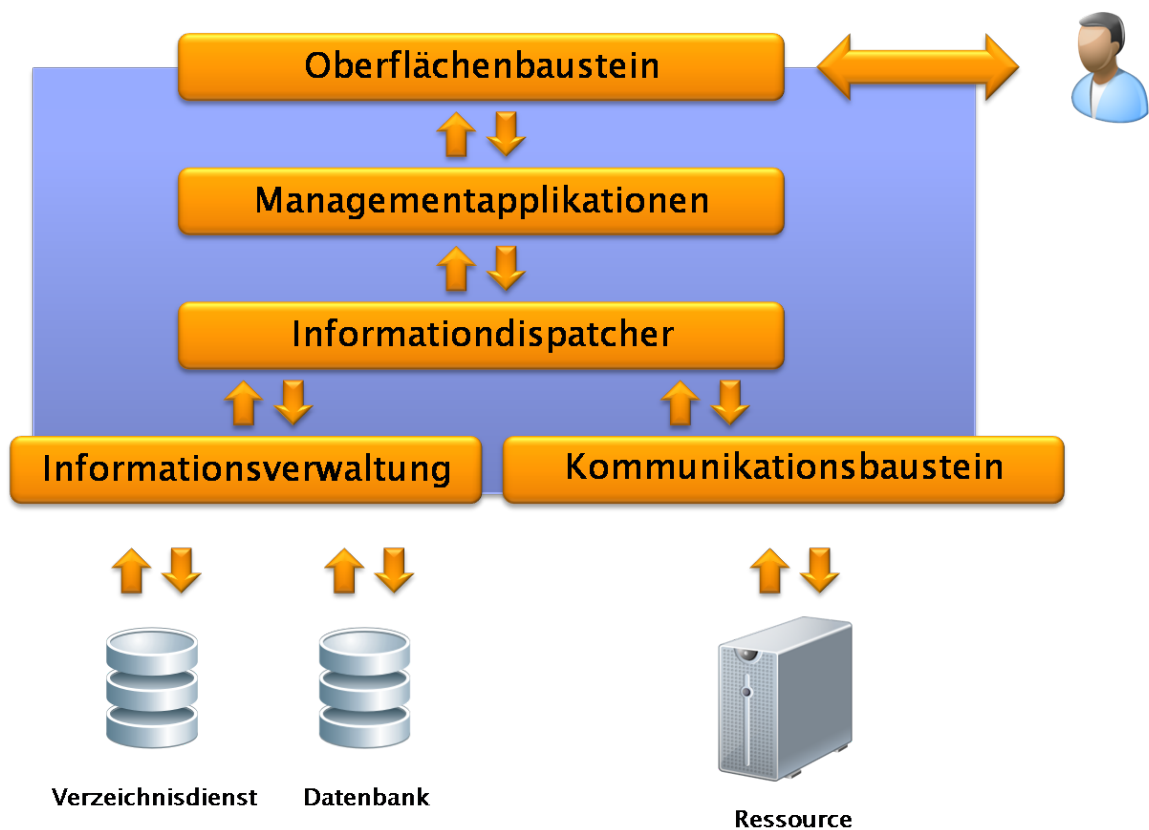 Oberflächenbaustein
Managementapplikationen
Informationdispatcher
Informationsverwaltung
Kommunikationsbaustein
Verzeichnisdienst
Datenbank
Ressource